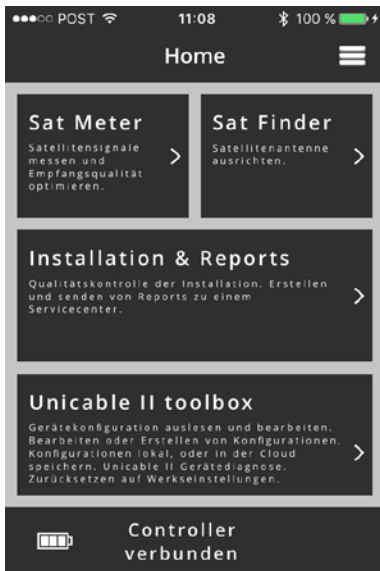 POST 11:08 100 %
Home
Sat Meter
Satellitensignale
messen und
Empfangsqualität
optimieren.
Sat Finder
Satellitenantenne
ausrichten.
Installation & Reports
Qualitätskontrolle der Installation. Erstellen
und senden von Reports zu einem
Servicecenter.
Unicable II toolbox
Gerätekonfiguration auslesen und bearbeiten.
Bearbeiten oder Erstellen von Konfigurationen.
Konfigurationen lokal, oder in der Cloud
speichern. Unicable II Gerätediagnose.
Zurücksetzen auf Werkseinstellungen.
Controller
verbunden